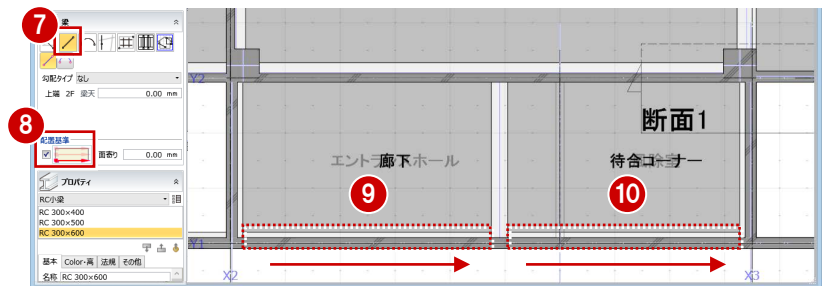 7
梁
勾配タイプ なし
上端 2F 梁天 0.00 mm
8
配置基準
面寄り 0.00 mm
プロパティ
RC小梁
RC 300×400
RC 300×500
RC 300×600
基本 Color・高 法規 その他
名称 RC 300×600
Y2
断面1
エントランスホール
廊下
待合コーナー
9
10
Y1
X2
X3